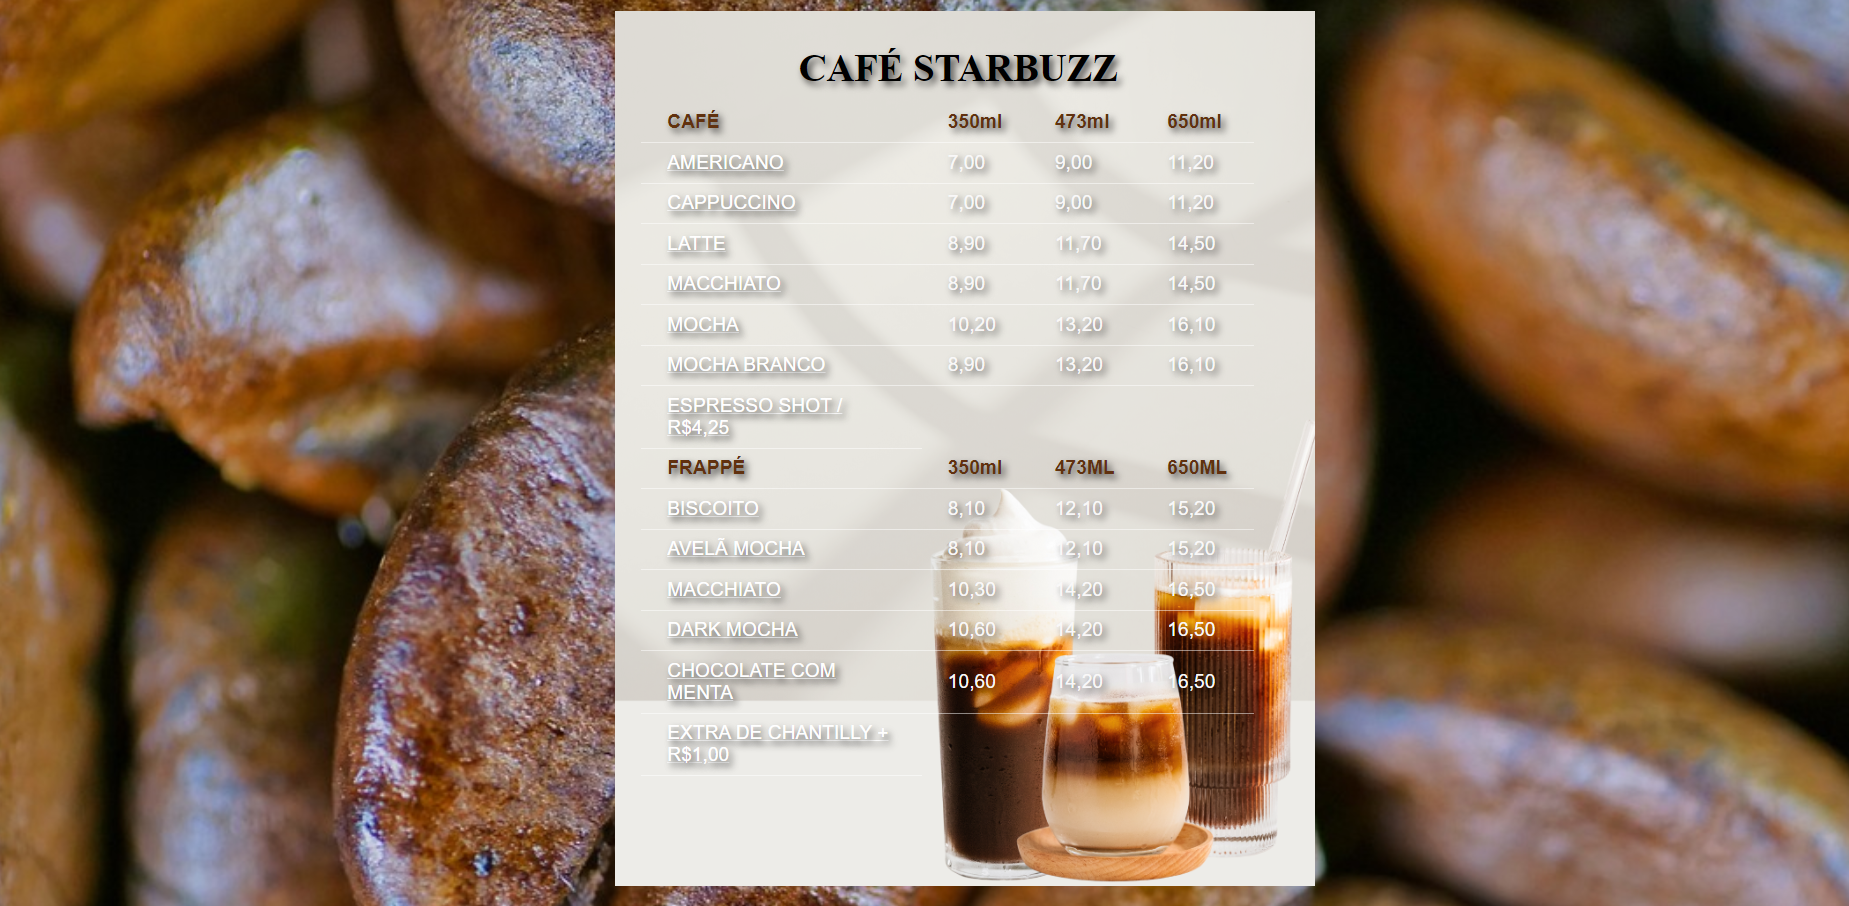 CAFÉ STARBUZZ
CAFÉ 350ml 473ml 650ml
AMERICANO 7,00 9,00 11,20
CAPPUCCINO 7,00 9,00 11,20
LATTE 8,90 11,70 14,50
MACCHIATO 8,90 11,70 14,50
MOCHA 10,20 13,20 16,10
MOCHA BRANCO 8,90 13,20 16,10
ESPRESSO SHOT /
R$4,25
FRAPPÉ 350ml 473ML 650ML
BISCOITO 8,10 12,10 15,20
AVELÃ MOCHA 8,10 12,10 15,20
MACCHIATO 10,30 14,20 16,50
DARK MOCHA 10,60 14,20 16,50
CHOCOLATE COM
MENTA 10,60 14,20 16,50
EXTRA DE CHANTILLY +
R$1,00